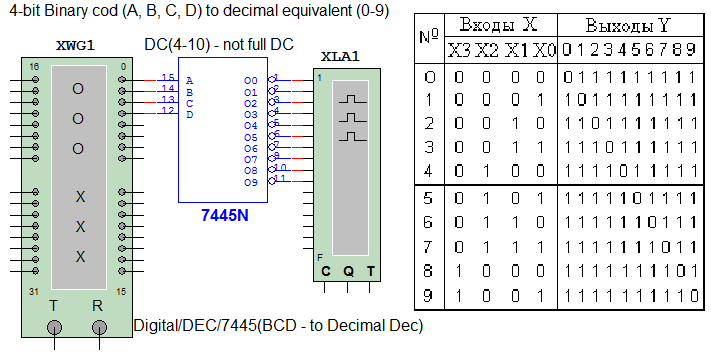 4-bit Binary cod (A, B, C, D) to decimal equivalent (0-9)
XWG1
DC(4-10) - not full DC
XLA1
16 0
O
O
O
X
X
X
31 15
T R
15 A
14 B
13 C
12 D
O0 1
O1 2
O2 3
O3 4
O4 5
O5 6
O6 7
O7 9
O8 10
O9 11
7445N
1
F
C Q T
Digital/DEC/7445(BCD - to Decimal Dec)
№ Входы X Выходы Y
X3 X2 X1 X0 0 1 2 3 4 5 6 7 8 9
0 0 0 0 0 0 1 1 1 1 1 1 1 1 1
1 0 0 0 1 1 0 1 1 1 1 1 1 1 1
2 0 0 1 0 1 1 0 1 1 1 1 1 1 1
3 0 0 1 1 1 1 1 0 1 1 1 1 1 1
4 0 1 0 0 1 1 1 1 0 1 1 1 1 1
5 0 1 0 1 1 1 1 1 1 0 1 1 1 1
6 0 1 1 0 1 1 1 1 1 1 0 1 1 1
7 0 1 1 1 1 1 1 1 1 1 1 0 1 1
8 1 0 0 0 1 1 1 1 1 1 1 1 0 1
9 1 0 0 1 1 1 1 1 1 1 1 1 1 0